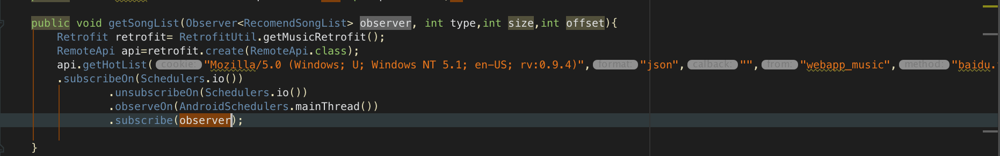 public void getSongList(Observer<RecomendSongList> observer, int type,int size,int offset){
Retrofit retrofit= RetrofitUtil.getMusicRetrofit();
RemoteApi api=retrofit.create(RemoteApi.class);
api.getHotList( cookie: "Mozilla/5.0 (Windows; U; Windows NT 5.1; en-US; rv:0.9.4)", format: "json", calback: "", from: "webapp_music", method: "baidu.
.subscribeOn(Schedulers.io())
.unsubscribeOn(Schedulers.io())
.observeOn(AndroidSchedulers.mainThread())
.subscribe(observer);
}